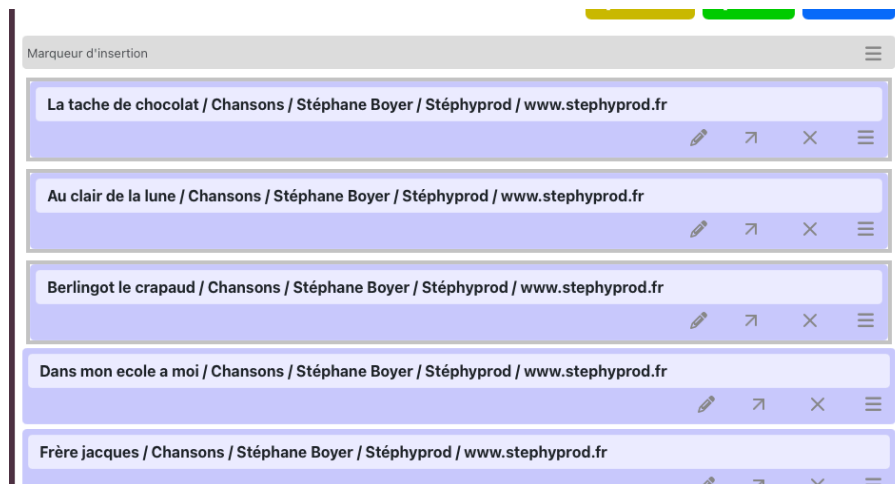 Marqueur d'insertion
La tache de chocolat / Chansons / Stéphane Boyer / Stéphyprod / www.stephyprod.fr
Au clair de la lune / Chansons / Stéphane Boyer / Stéphyprod / www.stephyprod.fr
Berlingot le crapaud / Chansons / Stéphane Boyer / Stéphyprod / www.stephyprod.fr
Dans mon ecole a moi / Chansons / Stéphane Boyer / Stéphyprod / www.stephyprod.fr
Frère jacques / Chansons / Stéphane Boyer / Stéphyprod / www.stephyprod.fr